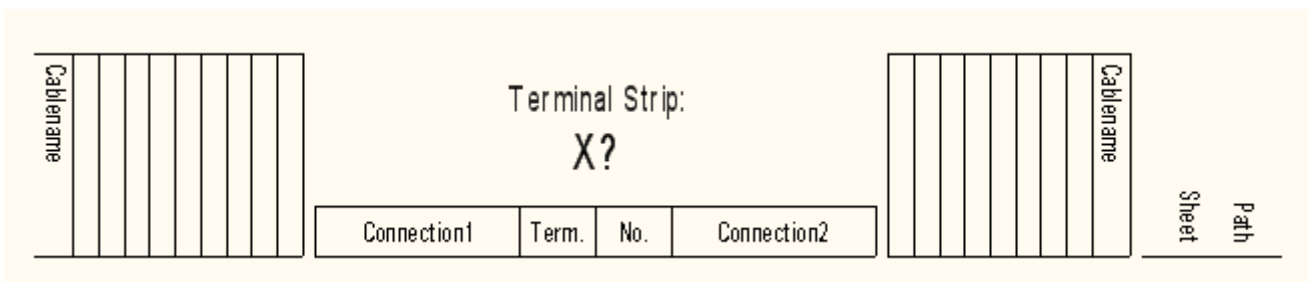 Cablename
Terminal Strip:
X?
Connection1 Term. No. Connection2
Cablename
Sheet
Path